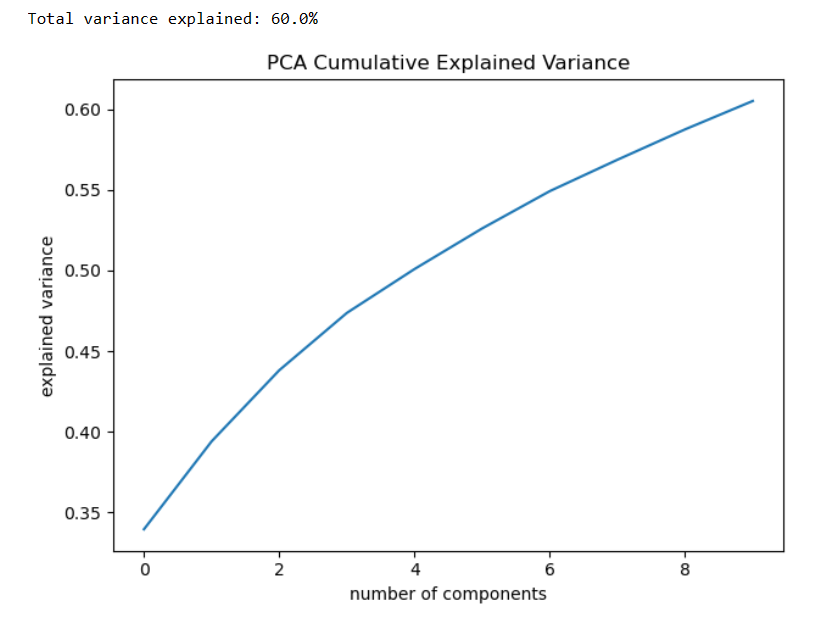 Total variance explained: 60.0%
PCA Cumulative Explained Variance
0.60
0.55
0.50
0.45
0.40
0.35
explained variance
0 2 4 6 8
number of components